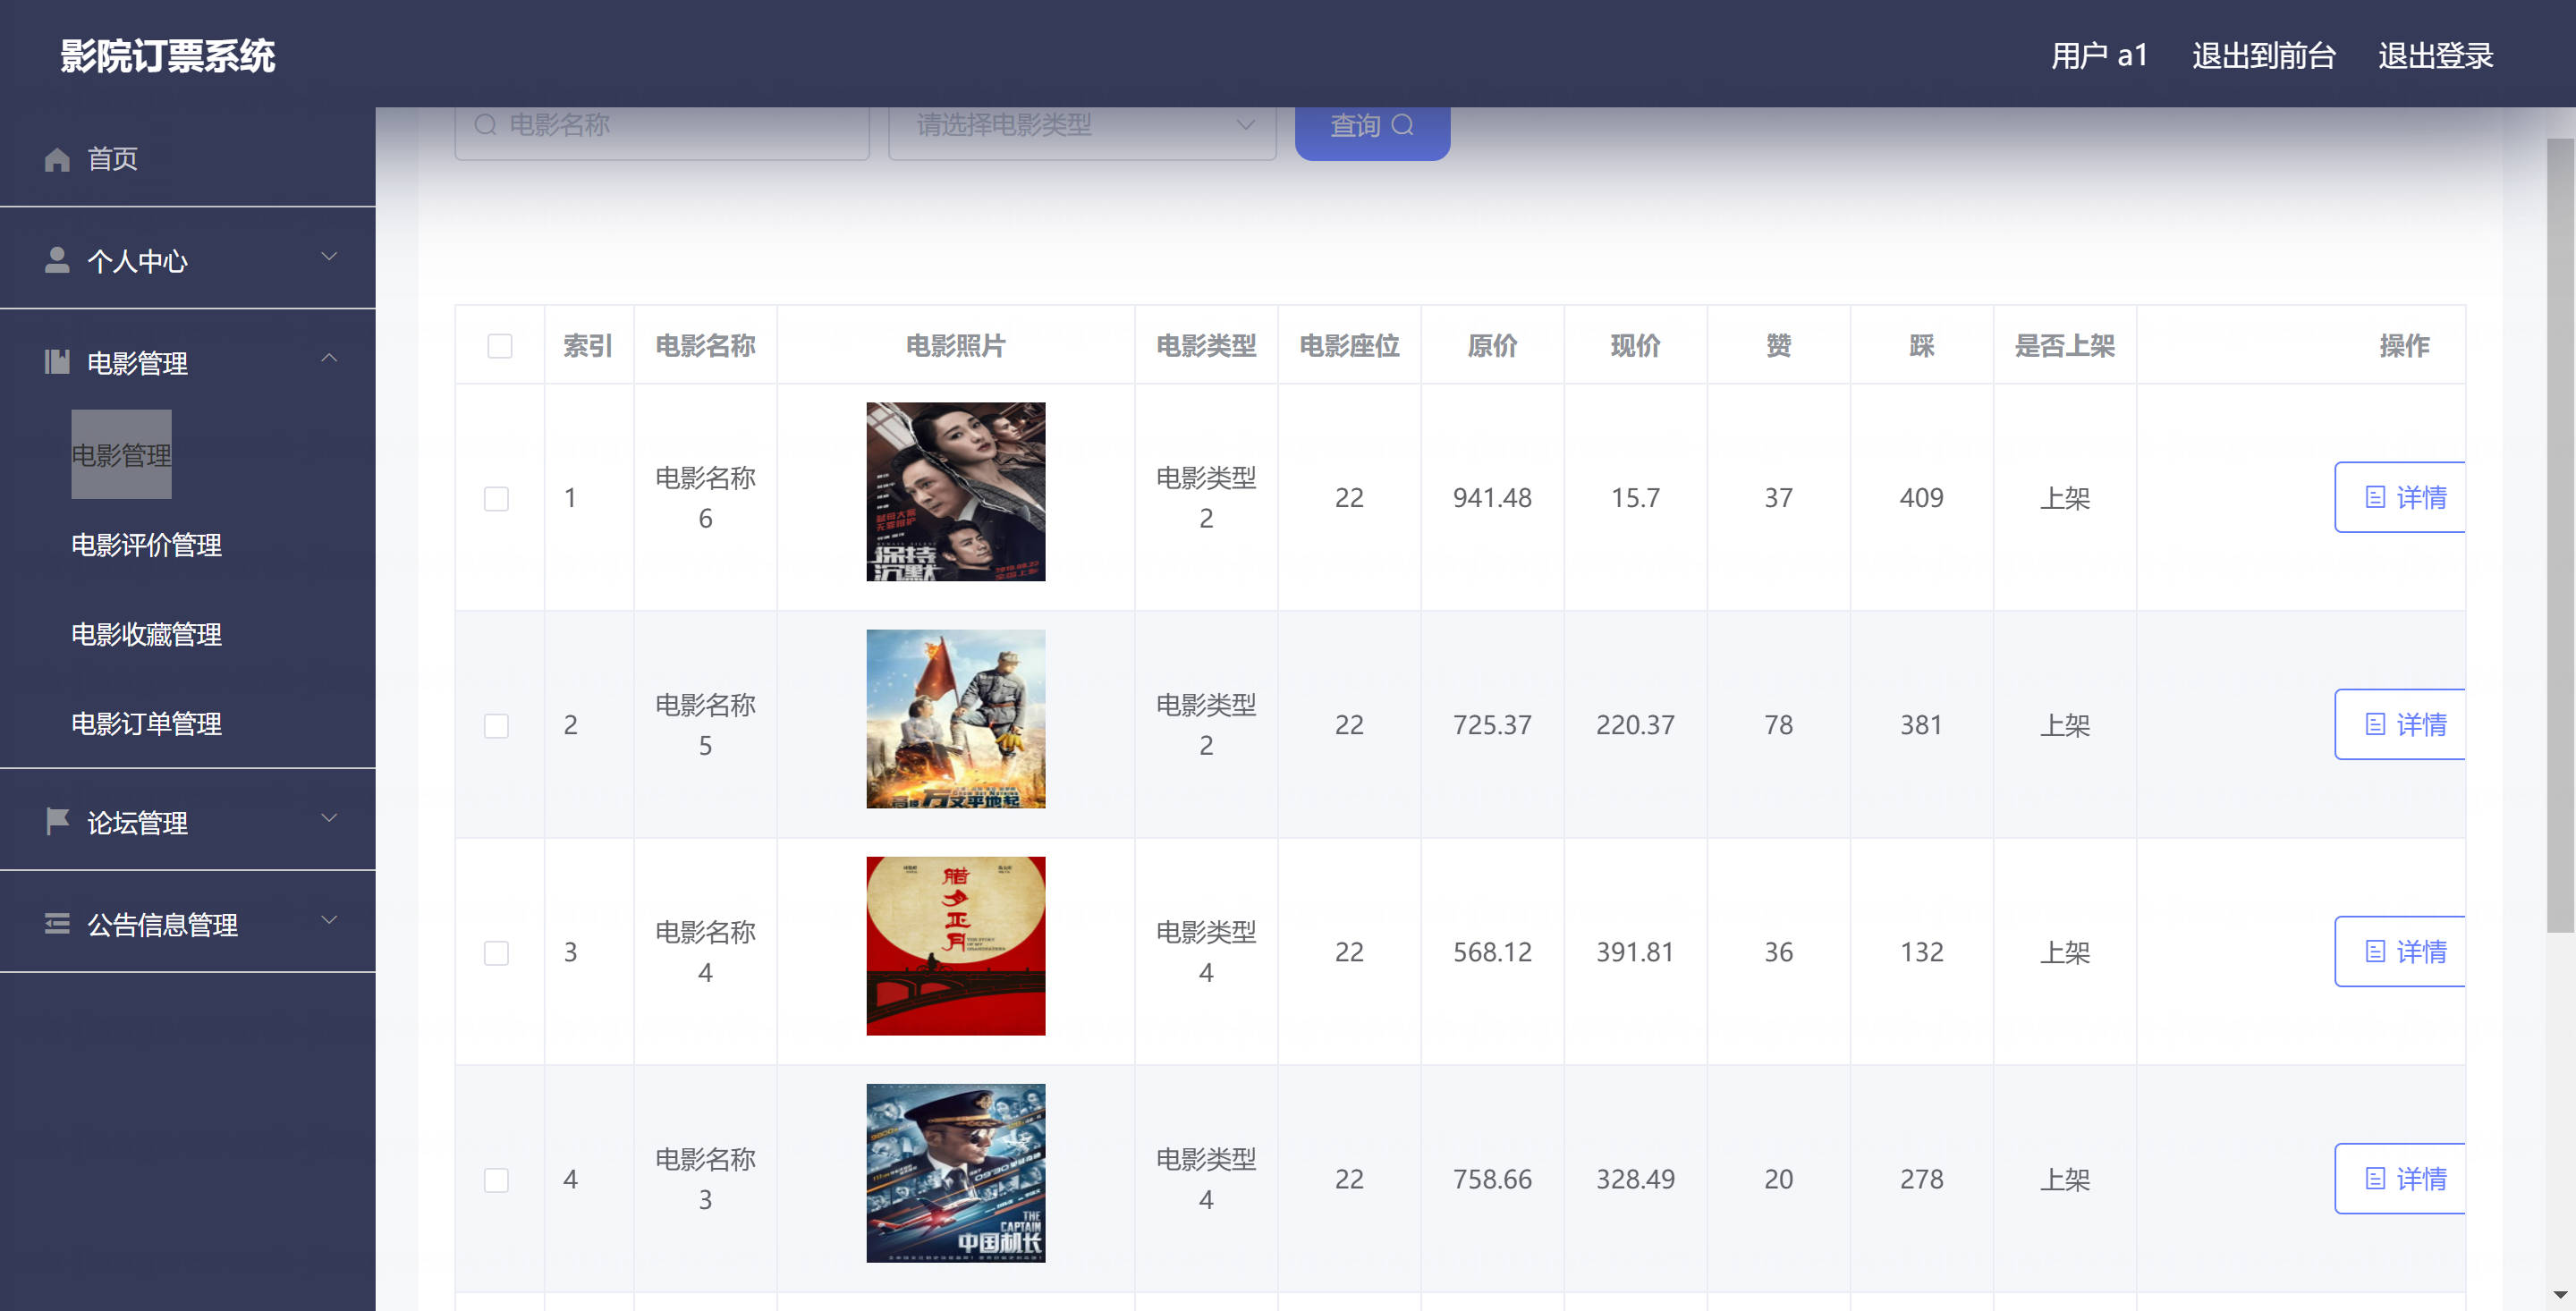 影院订票系统
用户 a1
退出到前台
退出登录
首页
个人中心
电影管理
电影管理
电影评价管理
电影收藏管理
电影订单管理
论坛管理
公告信息管理
电影名称
请选择电影类型
查询
索引 电影名称 电影照片 电影类型 电影座位 原价 现价 赞 踩 是否上架 操作
1 电影名称6 电影类型2 22 941.48 15.7 37 409 上架 详情
保持
沉默
2 电影名称5 电影类型2 22 725.37 220.37 78 381 上架 详情
万丈平地起
3 电影名称4 电影类型4 22 568.12 391.81 36 132 上架 详情
腊
夕
正
月
4 电影名称3 电影类型4 22 758.66 328.49 20 278 上架 详情
THE
CAPTAIN
中国机长